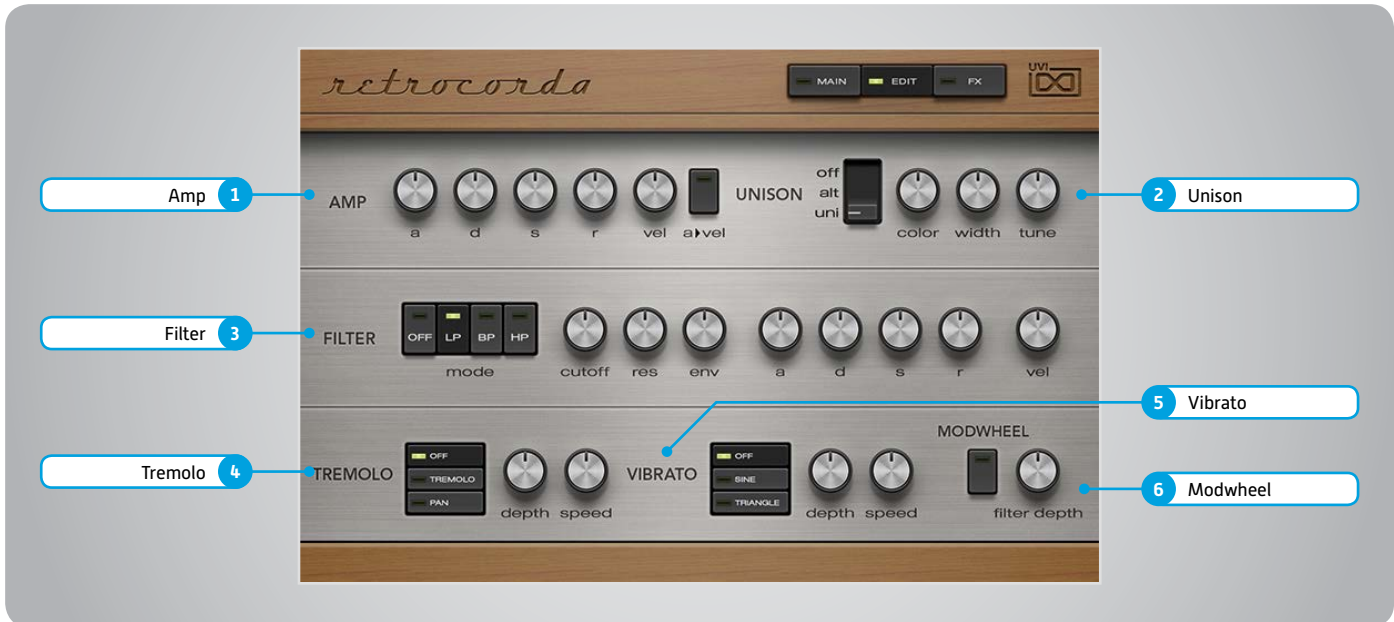 retrocorda
MAIN EDIT FX
UVI
Amp 1
AMP
a d s r vel a▸vel
UNISON
off
alt
uni
color width tune
2 Unison
Filter 3
FILTER
OFF LP BP HP
mode
cutoff res env a d s r vel
5 Vibrato
Tremolo 4
TREMOLO
OFF
TREMOLO
PAN
depth speed
VIBRATO
OFF
SINE
TRIANGLE
depth speed
MODWHEEL
filter depth
6 Modwheel